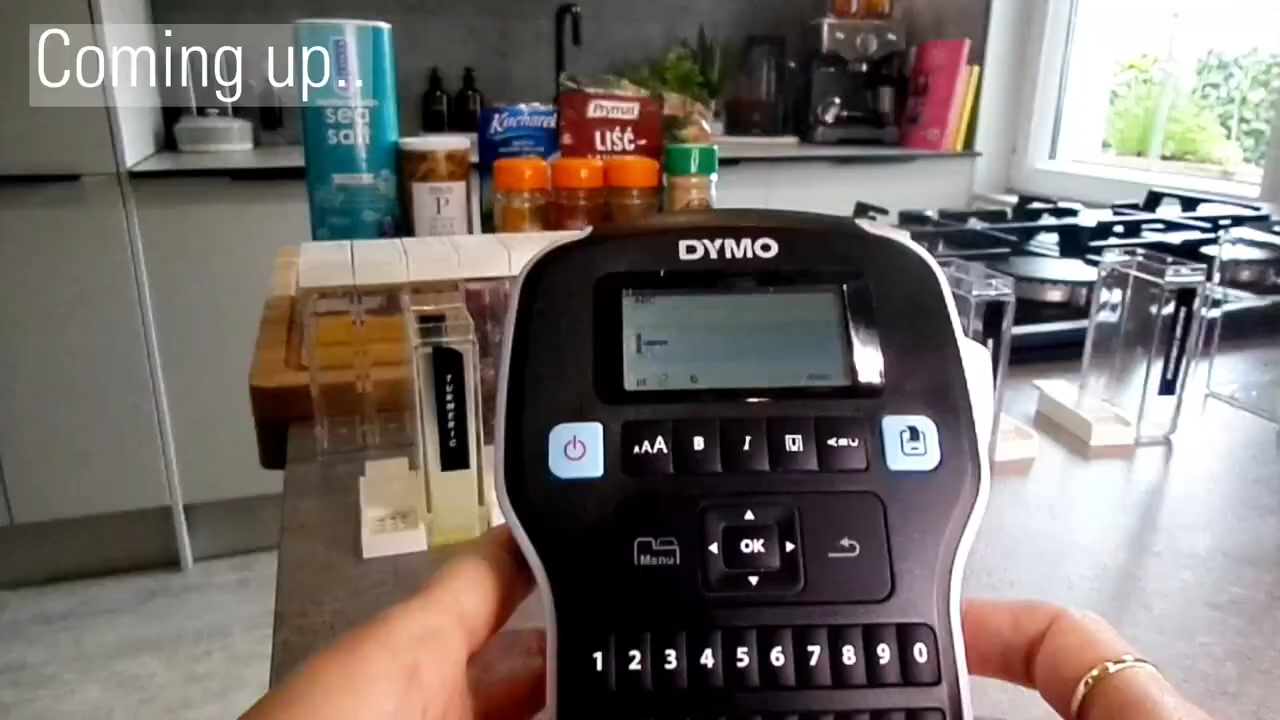 Coming up..
sea
salt
Kucharek
Prymat
LIŚĆ
P
DYMO
TURMERIC
AAA B I U
Menu
OK
1 2 3 4 5 6 7 8 9 0